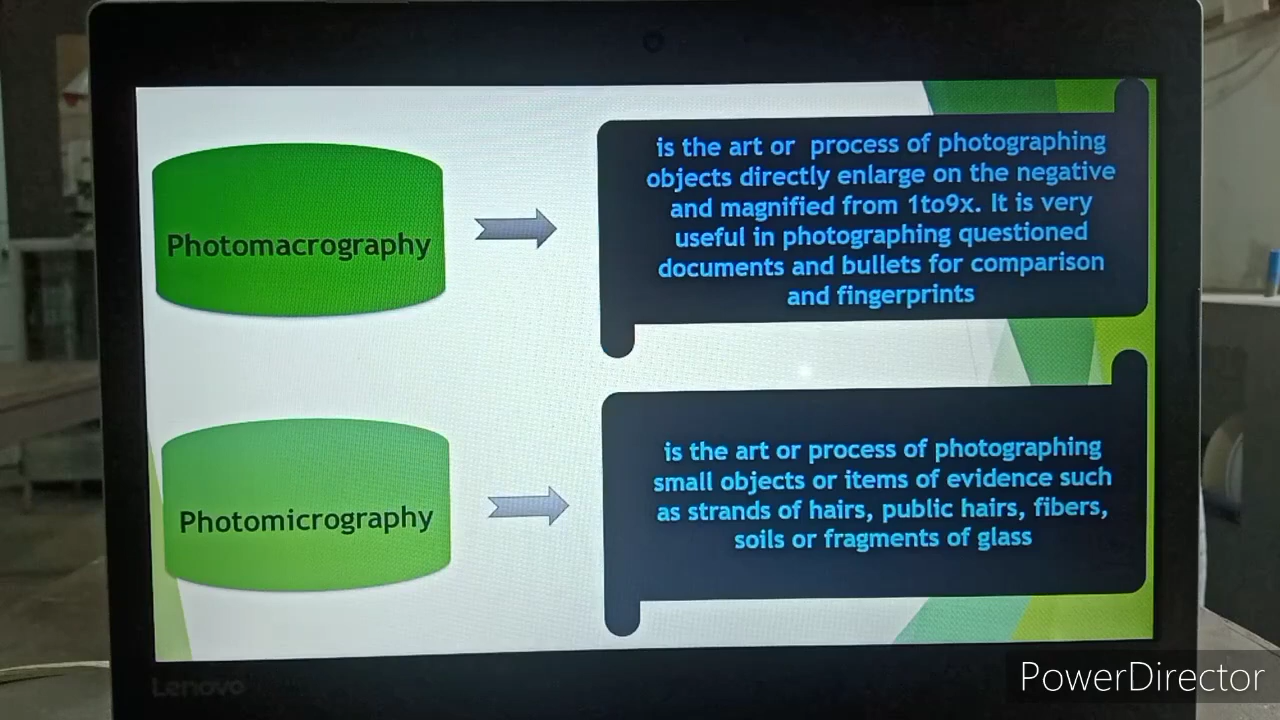 Photomacrography
is the art or process of photographing
objects directly enlarge on the negative
and magnified from 1to9x. It is very
useful in photographing questioned
documents and bullets for comparison
and fingerprints
Photomicrography
is the art or process of photographing
small objects or items of evidence such
as strands of hairs, public hairs, fibers,
soils or fragments of glass
Lenovo
PowerDirector